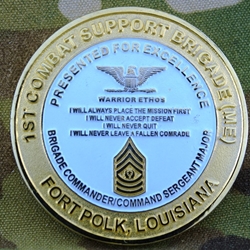 1ST COMBAT SUPPORT BRIGADE (ME)
PRESENTED FOR EXCELLENCE
WARRIOR ETHOS
I WILL ALWAYS PLACE THE MISSION FIRST
I WILL NEVER ACCEPT DEFEAT
I WILL NEVER QUIT
I WILL NEVER LEAVE A FALLEN COMRADE
BRIGADE COMMANDER/COMMAND SERGEANT MAJOR
FORT POLK, LOUISIANA